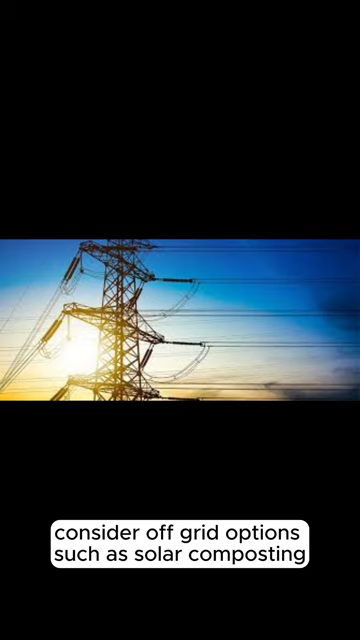 consider off grid options
such as solar composting